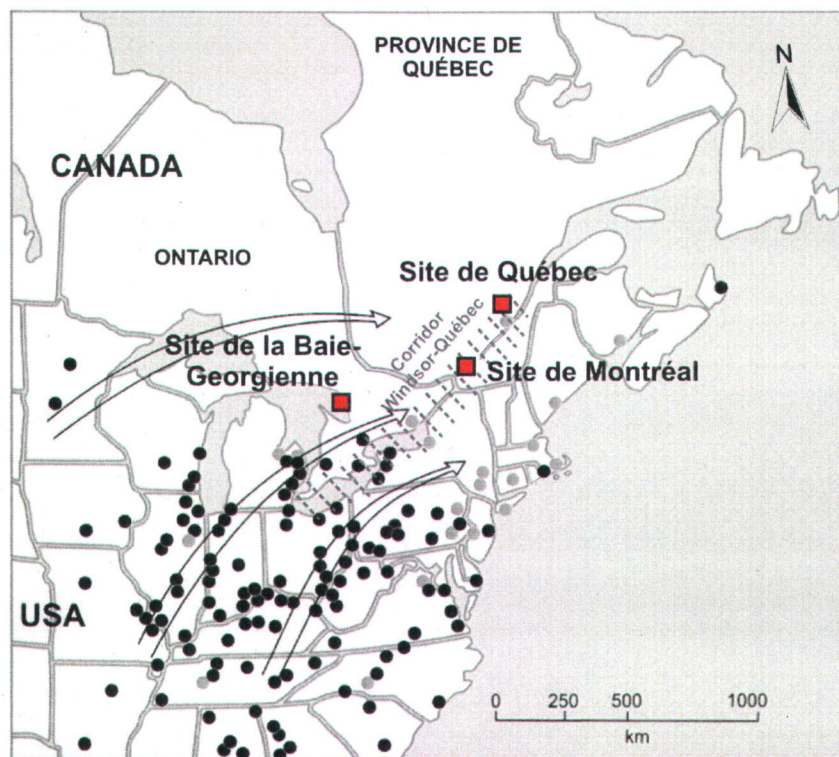 PROVINCE DE
QUÉBEC
N
CANADA
ONTARIO
Site de Québec
Corridor
Windsor-Québec
Site de la Baie-
Georgienne
Site de Montréal
USA
0 250 500 1000
km